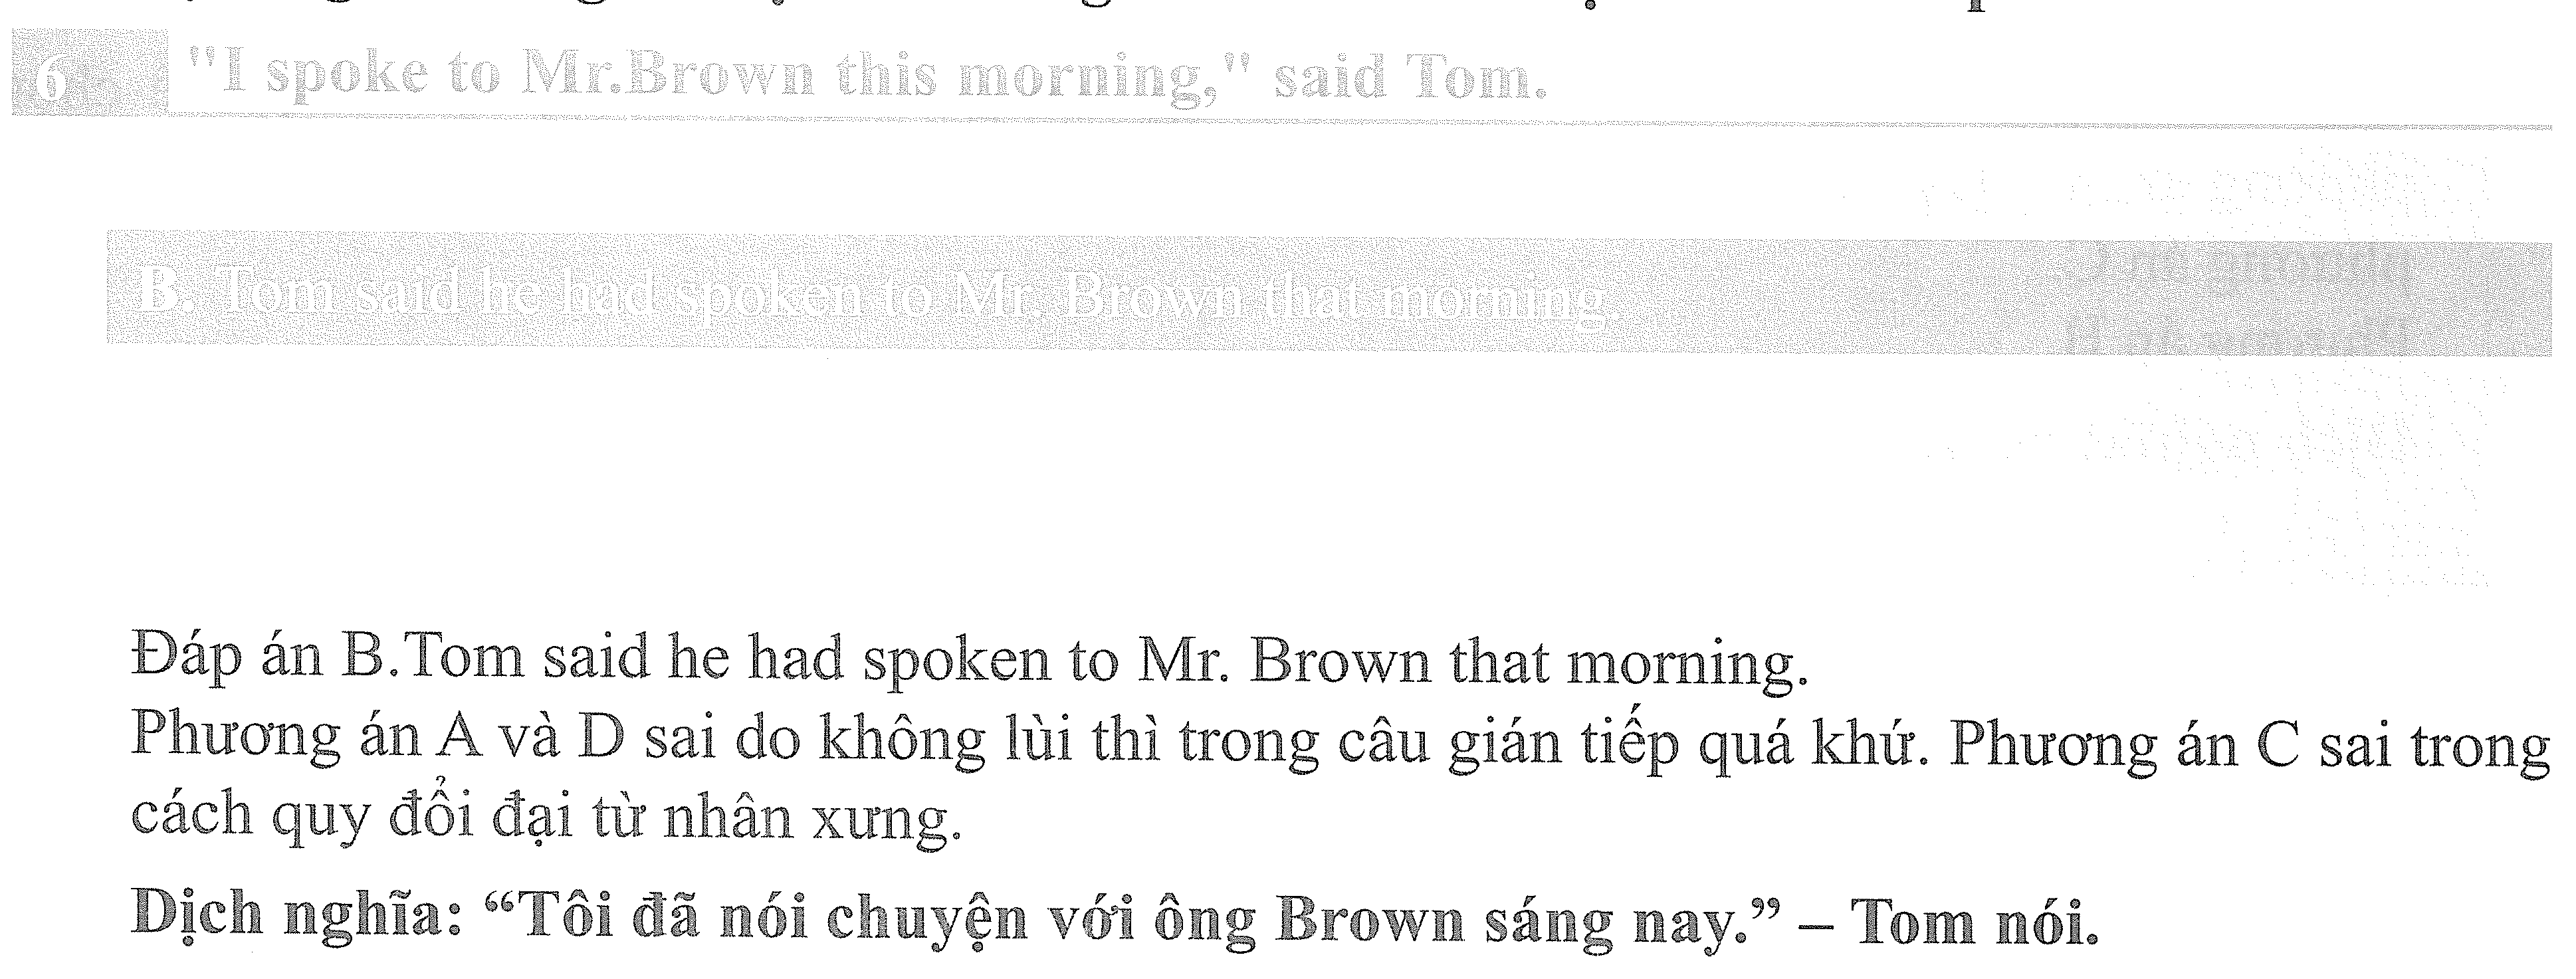 6 "I spoke to Mr.Brown this morning," said Tom.
B. Tom said he had spoken to Mr. Brown that morning.
Đáp án B.Tom said he had spoken to Mr. Brown that morning.
Phương án A và D sai do không lùi thì trong câu gián tiếp quá khứ. Phương án C sai trong
cách quy đổi đại từ nhân xưng.
Dịch nghĩa: “Tôi đã nói chuyện với ông Brown sáng nay.” – Tom nói.